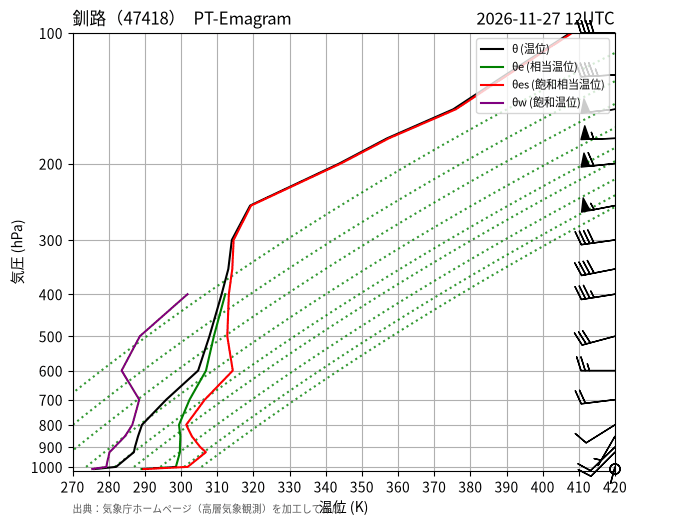 釧路（47418） PT-Emagram
2026-11-27 12UTC
θ (温位)
θe (相当温位)
θes (飽和相当温位)
θw (飽和温位)
気圧 (hPa)
100
200
300
400
500
600
700
800
900
1000
270 280 290 300 310 320 330 340 350 360 370 380 390 400 410 420
温位 (K)
出典：気象庁ホームページ（高層気象観測）を加工して